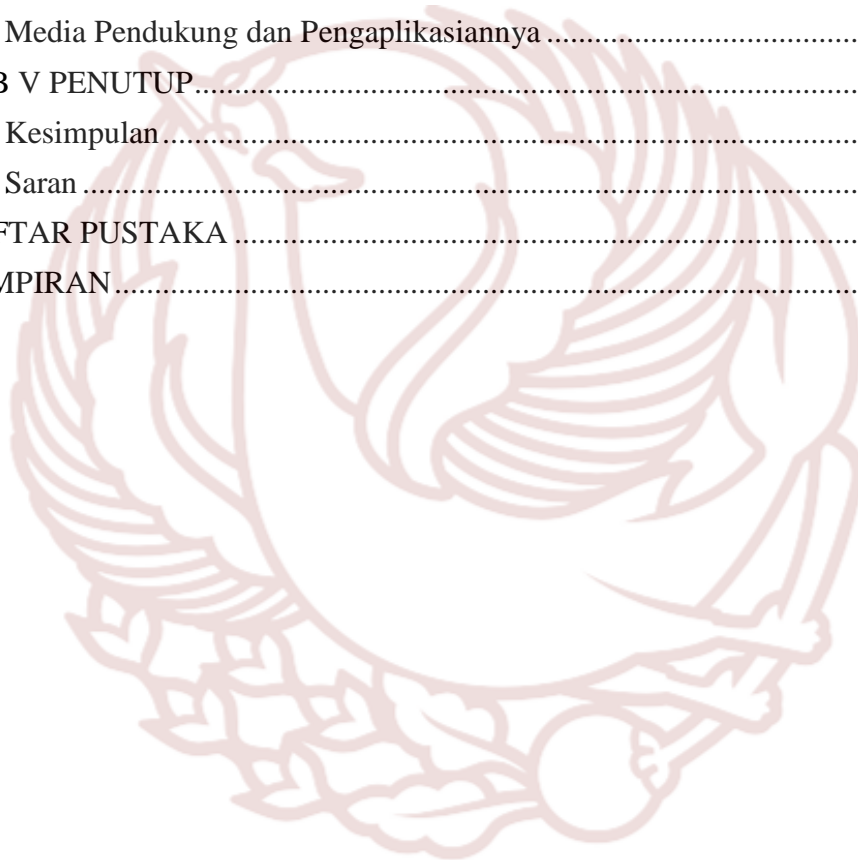 Media Pendukung dan Pengaplikasiannya ....................................
B V PENUTUP....................................................................................
Kesimpulan.........................................................................................
Saran ...................................................................................................
FTAR PUSTAKA ..............................................................................
MPIRAN..............................................................................................